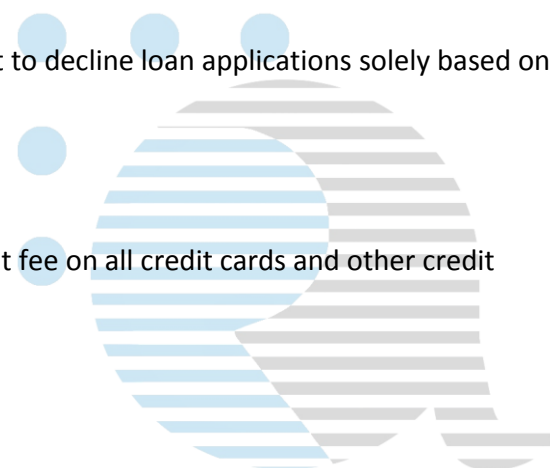 to decline loan applications solely based on
fee on all credit cards and other credit